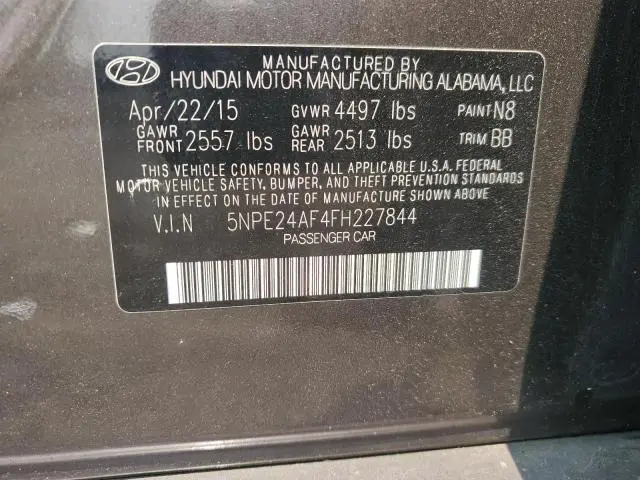 MANUFACTURED BY
HYUNDAI MOTOR MANUFACTURING ALABAMA, LLC
Apr/22/15 GVWR 4497 lbs PAINT N8
GAWR FRONT 2557 lbs GAWR REAR 2513 lbs TRIM BB
THIS VEHICLE CONFORMS TO ALL APPLICABLE U.S.A. FEDERAL
MOTOR VEHICLE SAFETY, BUMPER, AND THEFT PREVENTION STANDARDS
IN EFFECT ON THE DATE OF MANUFACTURE SHOWN ABOVE.
V.I.N 5NPE24AF4FH227844
PASSENGER CAR